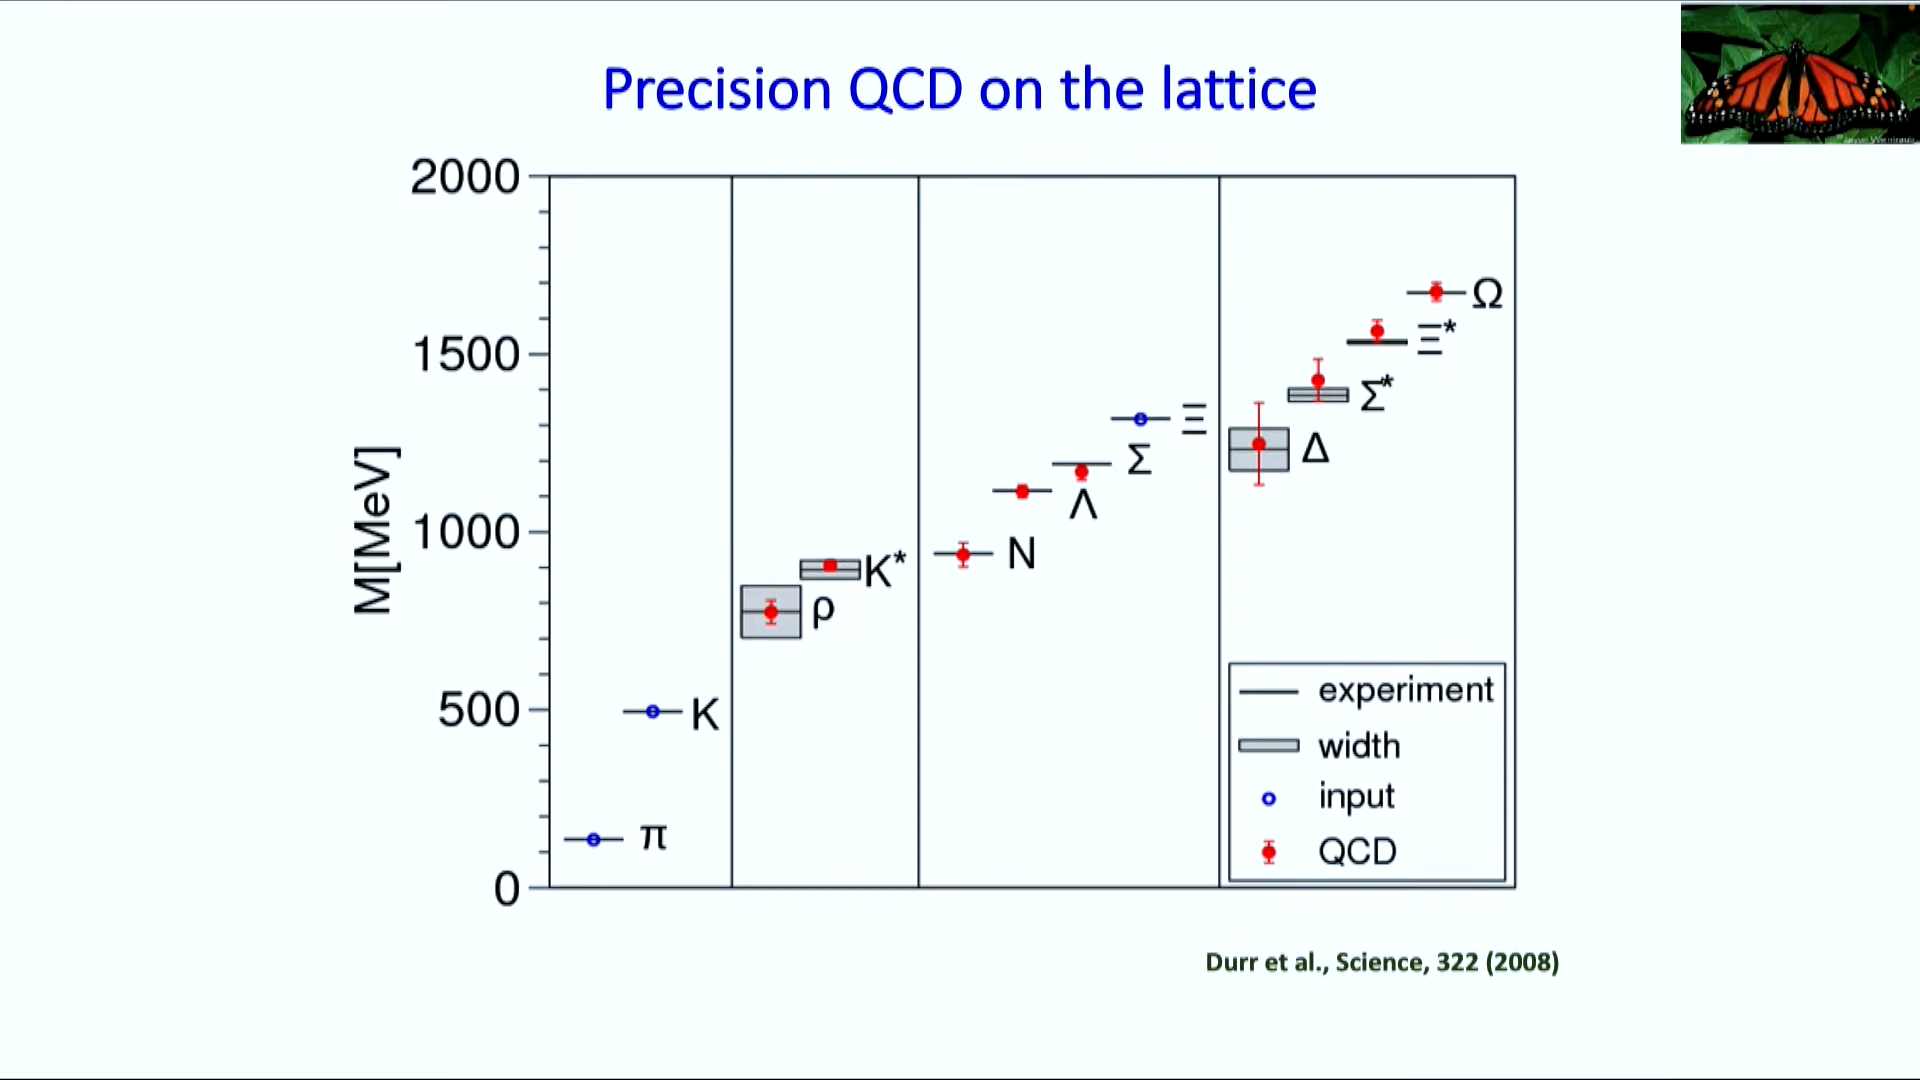 Precision QCD on the lattice
2000
1500
1000
500
0
M[MeV]
π
K
ρ
K*
N
Λ
Σ
Ξ
Δ
Σ*
Ξ*
Ω
experiment
width
input
QCD
Durr et al., Science, 322 (2008)